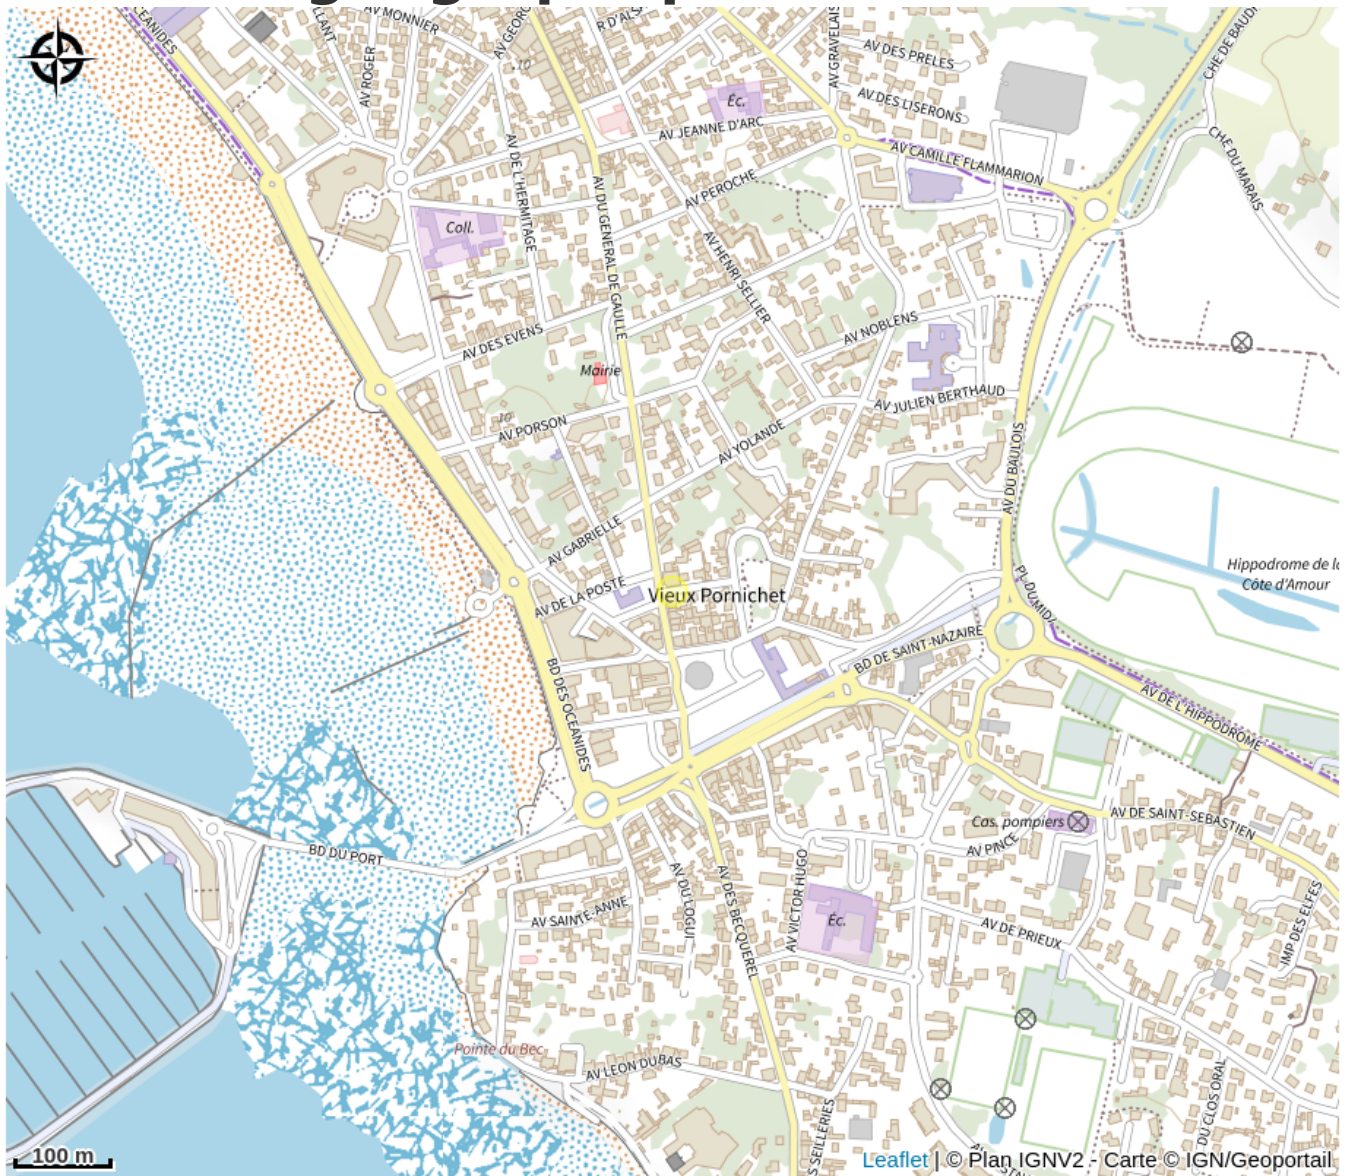 AV MONNIER
AV ROGER
AV GEORG
AV GRAVELAIS
AV DES PRELES
AV DES LISERONS
CHE DE BAUD
CHE DU MARAIS
10
Éc.
AV JEANNE D'ARC
AV CAMILLE FLAMMARION
AV DE L'HERMITAGE
AV DU GENERAL DE GAULLE
AV PEROCHE
Coll.
AV HENRI SELLIER
AV DES EVENS
AV NOBLENS
Mairie
AV JULIEN BERTHAUD
10
AV PORSON
AV YOLANDE
AV DU BAULOIS
AV GABRIELLE
AV DE LA POSTE
Vieux Pornichet
PL DU MIDI
Hippodrome de la
Côte d'Amour
BD DE SAINT-NAZAIRE
BD DES OCEANIDES
AV DE L'HIPPODROME
Cas. pompiers
AV DE SAINT-SEBASTIEN
AV PINCE
BD DU PORT
AV SAINTE-ANNE
AV DU LOGUI
AV DES BECQUEREL
AV VICTOR HUGO
Éc.
AV DE PRIEUX
IMP DES ELFES
Pointe du Bec
AV LEON DUBAS
S SEILLERIES
DU CLOS ORAL
100 m
Leaflet | © Plan IGNV2 - Carte © IGN/Geoportail